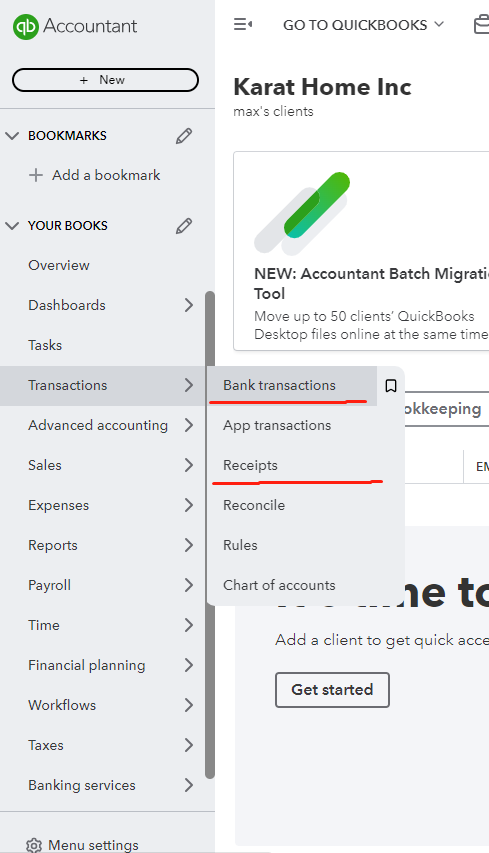 qb Accountant
+ New
BOOKMARKS
+ Add a bookmark
YOUR BOOKS
Overview
Dashboards
Tasks
Transactions
Advanced accounting
Sales
Expenses
Reports
Payroll
Time
Financial planning
Workflows
Taxes
Banking services
Menu settings
Bank transactions
App transactions
Receipts
Reconcile
Rules
Chart of accounts
GO TO QUICKBOOKS
Karat Home Inc
max's clients
NEW: Accountant Batch Migratio
Tool
Move up to 50 clients' QuickBooks
Desktop files online at the same time
okkeeping
EM
to
Add a client to get quick acce
Get started